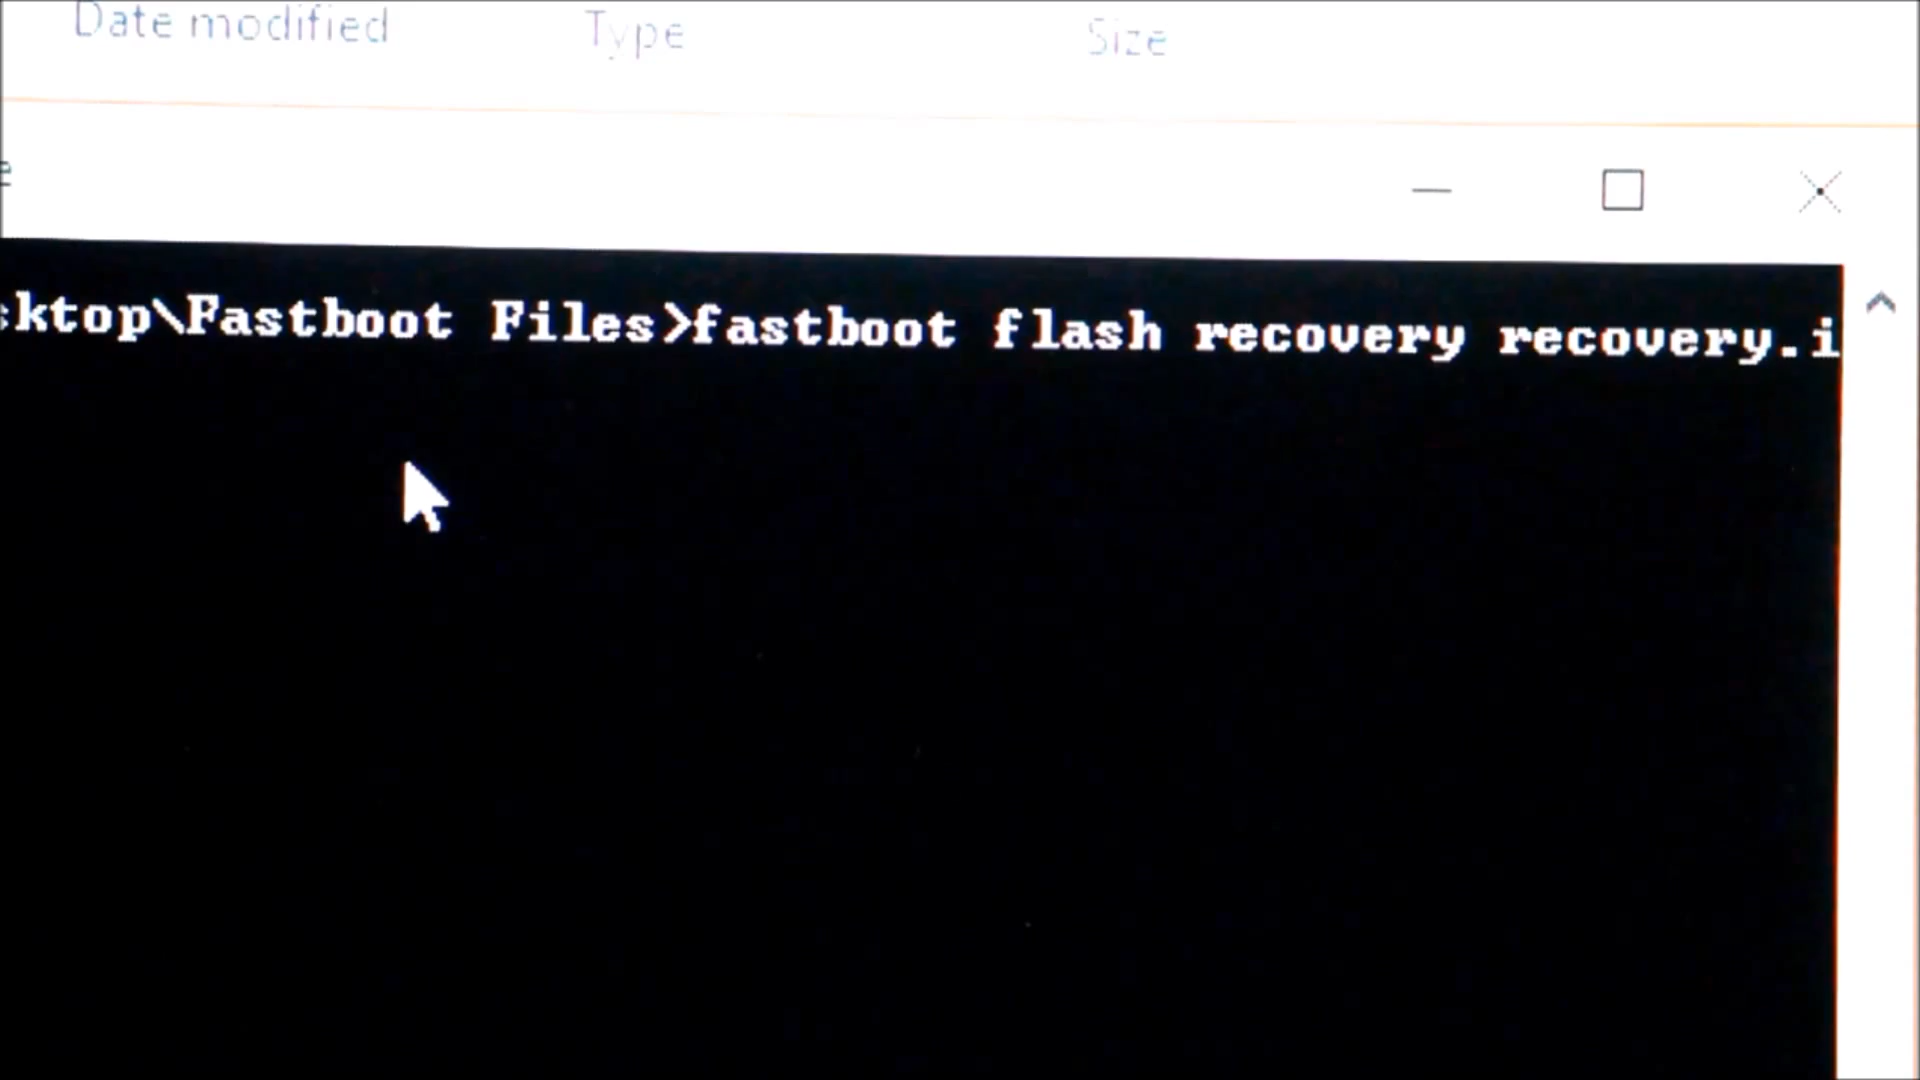 Date modified Type Size
e
sktop\Fastboot Files>fastboot flash recovery recovery.i